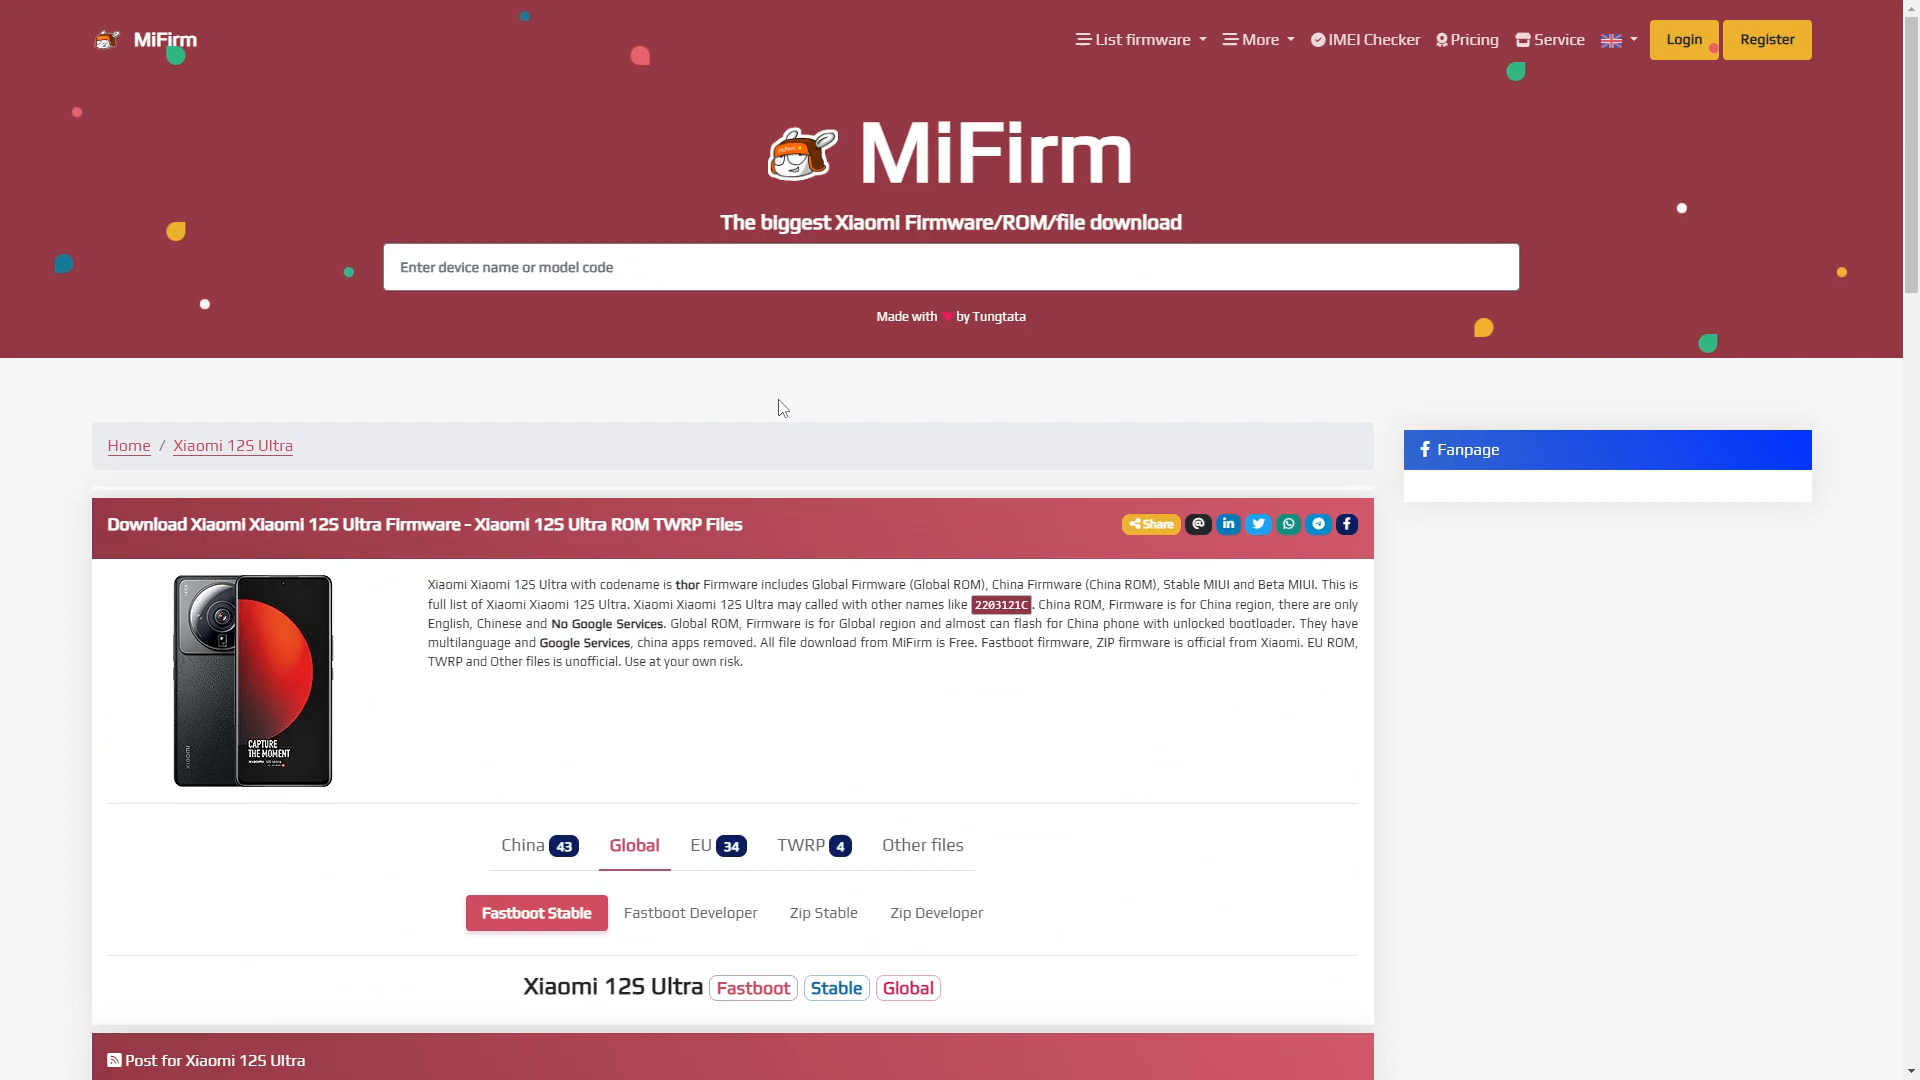 MiFirm
List firmware
More
IMEI Checker
Pricing
Service
Login
Register
MiFirm
The biggest Xiaomi Firmware/ROM/file download
Enter device name or model code
Made with by Tungtata
Home / Xiaomi 12S Ultra
Fanpage
Download Xiaomi Xiaomi 12S Ultra Firmware - Xiaomi 12S Ultra ROM TWRP Files
Share
Xiaomi Xiaomi 12S Ultra with codename is thor Firmware includes Global Firmware (Global ROM), China Firmware (China ROM), Stable MIUI and Beta MIUI. This is
full list of Xiaomi Xiaomi 12S Ultra. Xiaomi Xiaomi 12S Ultra may called with other names like 2203121C. China ROM, Firmware is for China region, there are only
English, Chinese and No Google Services. Global ROM, Firmware is for Global region and almost can flash for China phone with unlocked bootloader. They have
multilanguage and Google Services, china apps removed. All file download from MiFirm is Free. Fastboot firmware, ZIP firmware is official from Xiaomi. EU ROM,
TWRP and Other files is unofficial. Use at your own risk.
CAPTURE
THE MOMENT
China 43
Global
EU 34
TWRP 4
Other files
Fastboot Stable
Fastboot Developer
Zip Stable
Zip Developer
Xiaomi 12S Ultra Fastboot Stable Global
Post for Xiaomi 12S Ultra